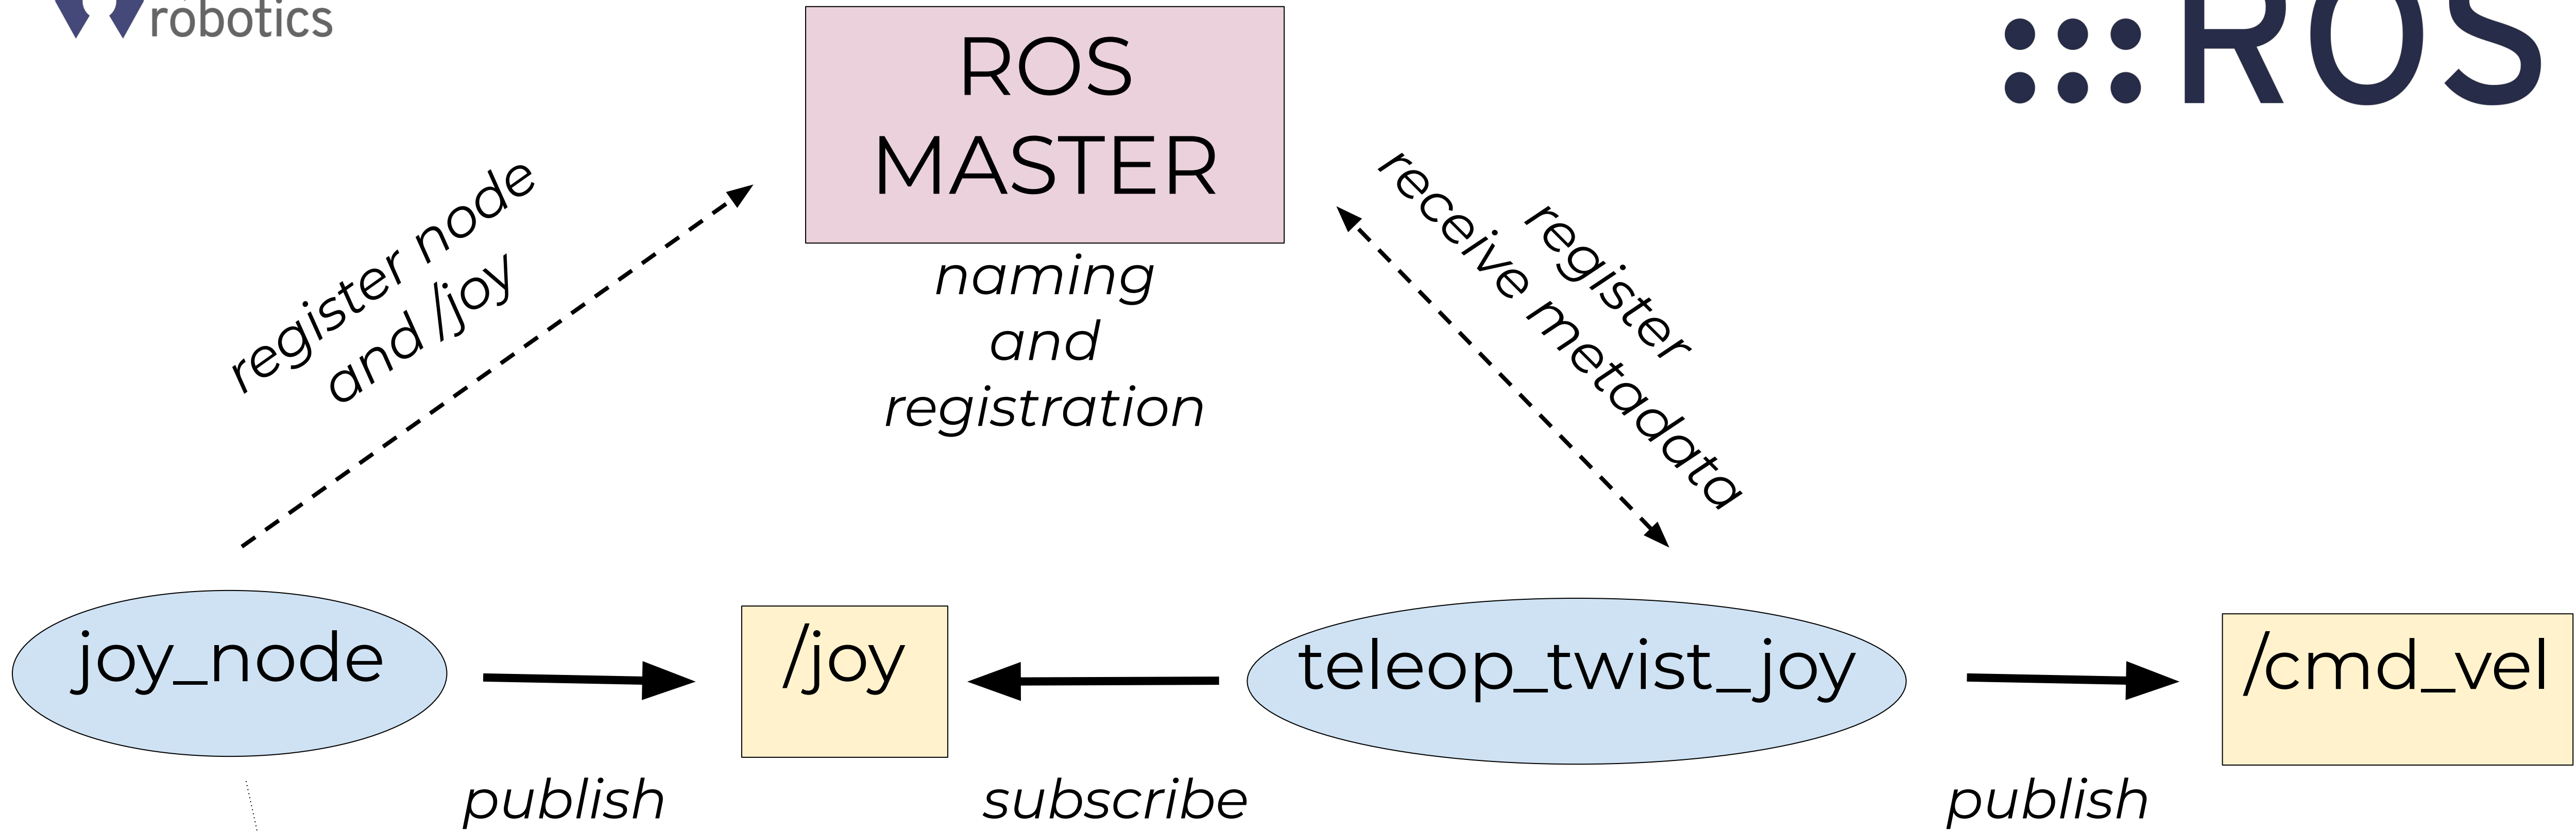 robotics
ROS
MASTER
ROS
register node
and /joy
naming
and
registration
register
receive metadata
joy_node
/joy
teleop_twist_joy
/cmd_vel
publish
subscribe
publish